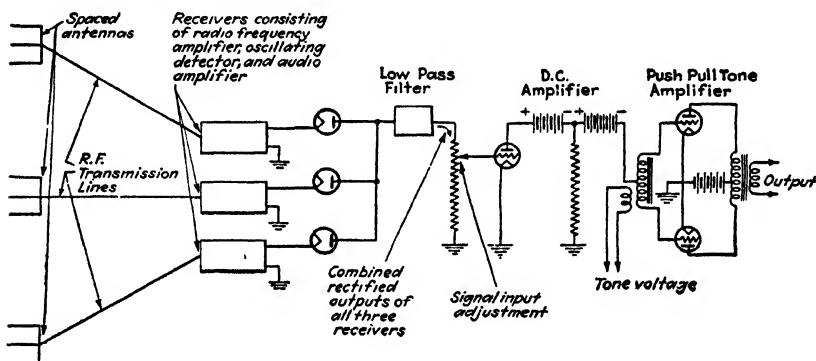 Spaced
antennas
Receivers consisting
of radio frequency
amplifier, oscillating
detector, and audio
amplifier
Low Pass
Filter
D.C.
Amplifier
Push Pull Tone
Amplifier
+ - + -
R.F.
Transmission
Lines
Output
Combined
rectified
outputs of
all three
receivers
Signal input
adjustment
Tone voltage